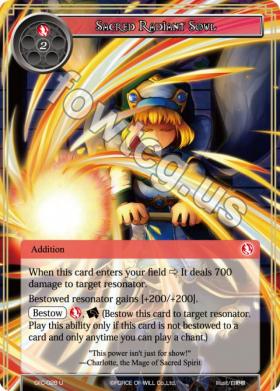 Sacred Radiant Soul
2
fowtcg.us
Addition
When this card enters your field ⇨ It deals 700
damage to target resonator.
Bestowed resonator gains [+200/+200].
Bestow (Bestow this card to target resonator.
Play this ability only if this card is not bestowed to a
card and only anytime you could play a chant.)
"This power isn't just for show!"
—Charlotte, the Mage of Sacred Spirit
©FORCE OF WILL Co.,Ltd.